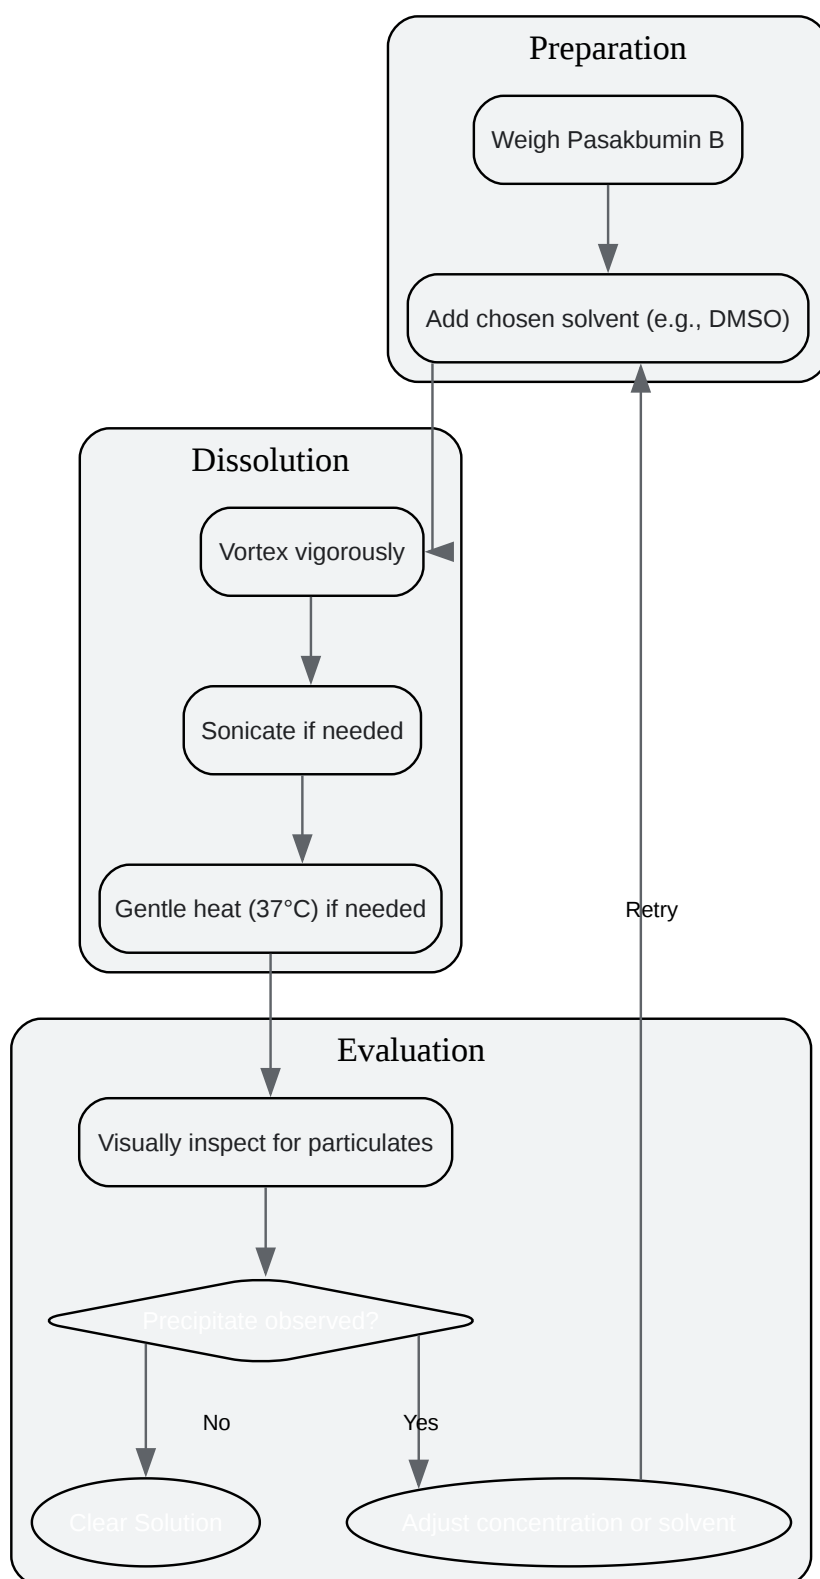 Preparation
Weigh Pasakbumin B
Add chosen solvent (e.g., DMSO)
Dissolution
Vortex vigorously
Sonicate if needed
Gentle heat (37°C) if needed
Retry
Evaluation
Visually inspect for particulates
Precipitate observed?
No
Yes
Clear Solution
Adjust concentration or solvent